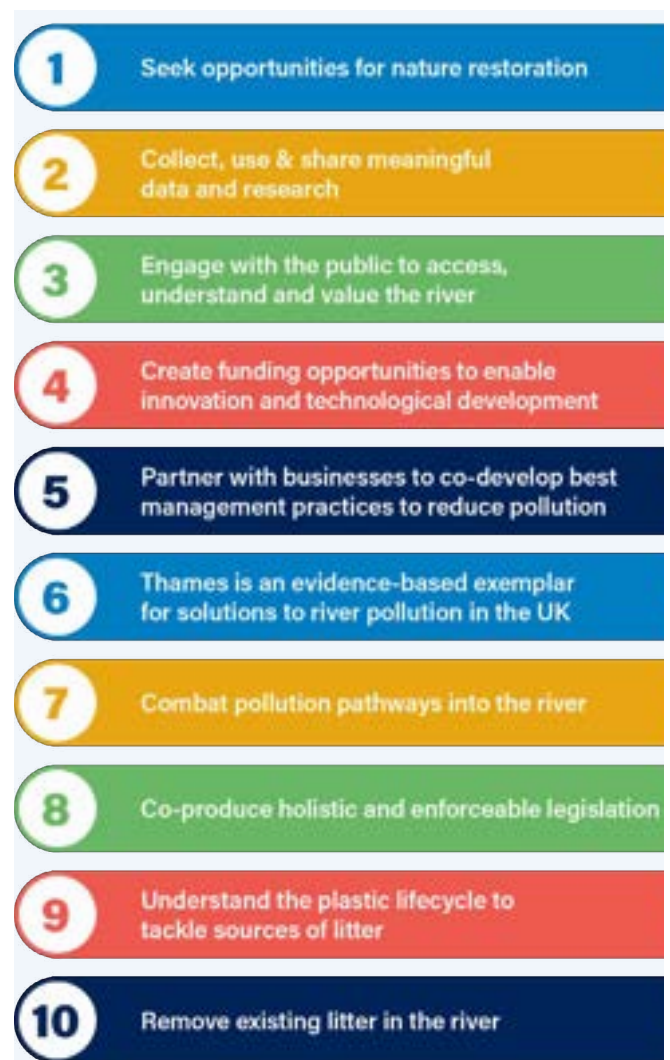 1
Seek opportunities for nature restoration
2
Collect, use & share meaningful
data and research
3
Engage with the public to access,
understand and value the river
4
Create funding opportunities to enable
innovation and technological development
5
Partner with businesses to co-develop best
management practices to reduce pollution
6
Thames is an evidence-based exemplar
for solutions to river pollution in the UK
7
Combat pollution pathways into the river
8
Co-produce holistic and enforceable legislation
9
Understand the plastic lifecycle to
tackle sources of litter
10
Remove existing litter in the river